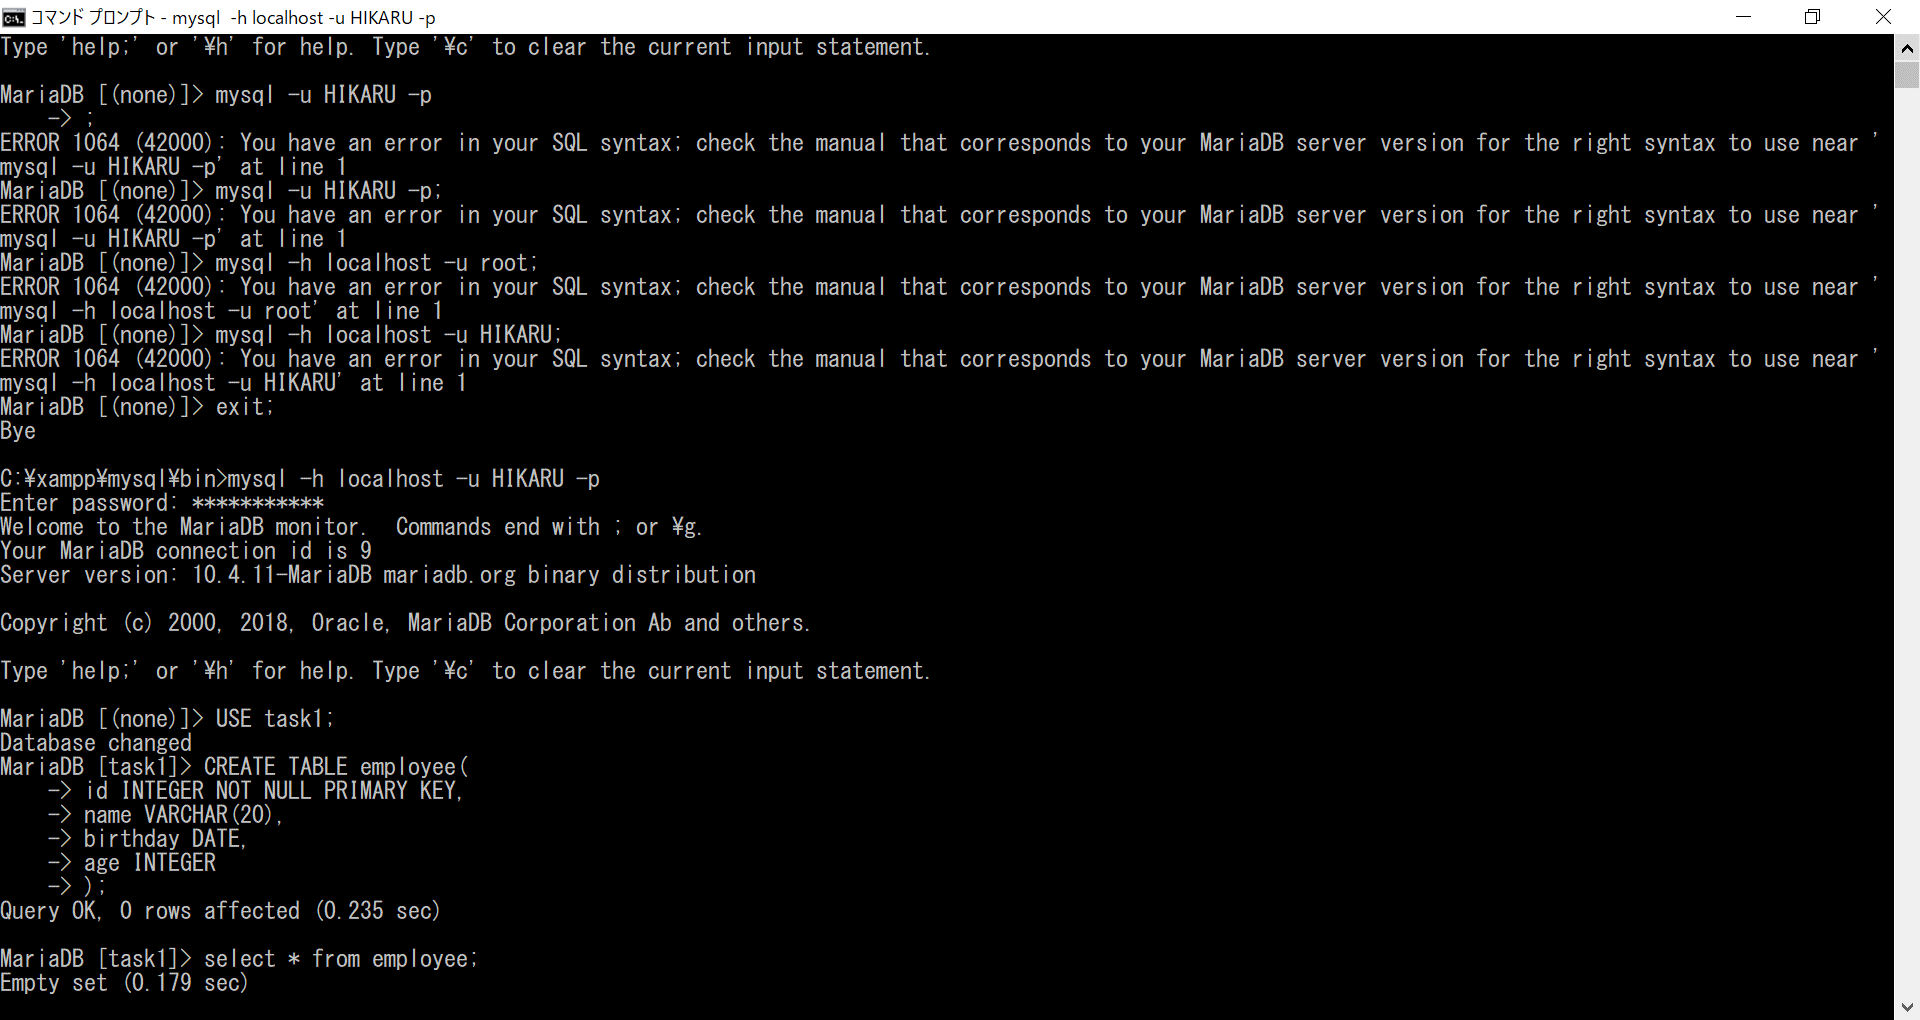 コマンド プロンプト - mysql  -h localhost -u HIKARU -p
Type 'help;' or '¥h' for help. Type '¥c' to clear the current input statement.
MariaDB [(none)]> mysql -u HIKARU -p
    -> ;
ERROR 1064 (42000): You have an error in your SQL syntax; check the manual that corresponds to your MariaDB server version for the right syntax to use near '
mysql -u HIKARU -p' at line 1
MariaDB [(none)]> mysql -u HIKARU -p;
ERROR 1064 (42000): You have an error in your SQL syntax; check the manual that corresponds to your MariaDB server version for the right syntax to use near '
mysql -u HIKARU -p' at line 1
MariaDB [(none)]> mysql -h localhost -u root;
ERROR 1064 (42000): You have an error in your SQL syntax; check the manual that corresponds to your MariaDB server version for the right syntax to use near '
mysql -h localhost -u root' at line 1
MariaDB [(none)]> mysql -h localhost -u HIKARU;
ERROR 1064 (42000): You have an error in your SQL syntax; check the manual that corresponds to your MariaDB server version for the right syntax to use near '
mysql -h localhost -u HIKARU' at line 1
MariaDB [(none)]> exit;
Bye
C:¥xampp¥mysql¥bin>mysql -h localhost -u HIKARU -p
Enter password: ***********
Welcome to the MariaDB monitor.  Commands end with ; or ¥g.
Your MariaDB connection id is 9
Server version: 10.4.11-MariaDB mariadb.org binary distribution
Copyright (c) 2000, 2018, Oracle, MariaDB Corporation Ab and others.
Type 'help;' or '¥h' for help. Type '¥c' to clear the current input statement.
MariaDB [(none)]> USE task1;
Database changed
MariaDB [task1]> CREATE TABLE employee(
    -> id INTEGER NOT NULL PRIMARY KEY,
    -> name VARCHAR(20),
    -> birthday DATE,
    -> age INTEGER
    -> );
Query OK, 0 rows affected (0.235 sec)
MariaDB [task1]> select * from employee;
Empty set (0.179 sec)